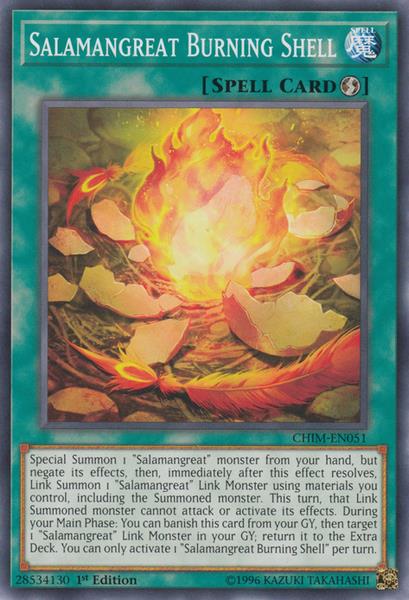 SALAMANGREAT BURNING SHELL
SPELL
魔
[SPELL CARD]
CHIM-EN051
Special Summon 1 "Salamangreat" monster from your hand, but
negate its effects, then, immediately after this effect resolves,
Link Summon 1 "Salamangreat" Link Monster using materials you
control, including the Summoned monster. This turn, that Link
Summoned monster cannot attack or activate its effects. During
your Main Phase: You can banish this card from your GY, then target
1 "Salamangreat" Link Monster in your GY; return it to the Extra
Deck. You can only activate 1 "Salamangreat Burning Shell" per turn.
28534130 1st Edition ©1996 KAZUKI TAKAHASHI